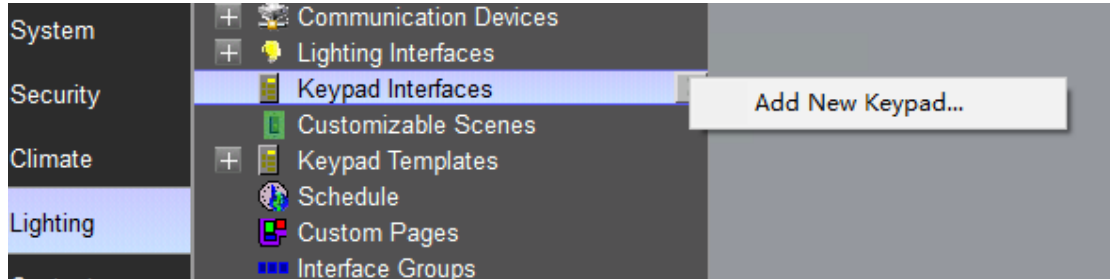 System
Security
Climate
Lighting
Communication Devices
Lighting Interfaces
Keypad Interfaces
Customizable Scenes
Keypad Templates
Schedule
Custom Pages
Interface Groups
Add New Keypad...